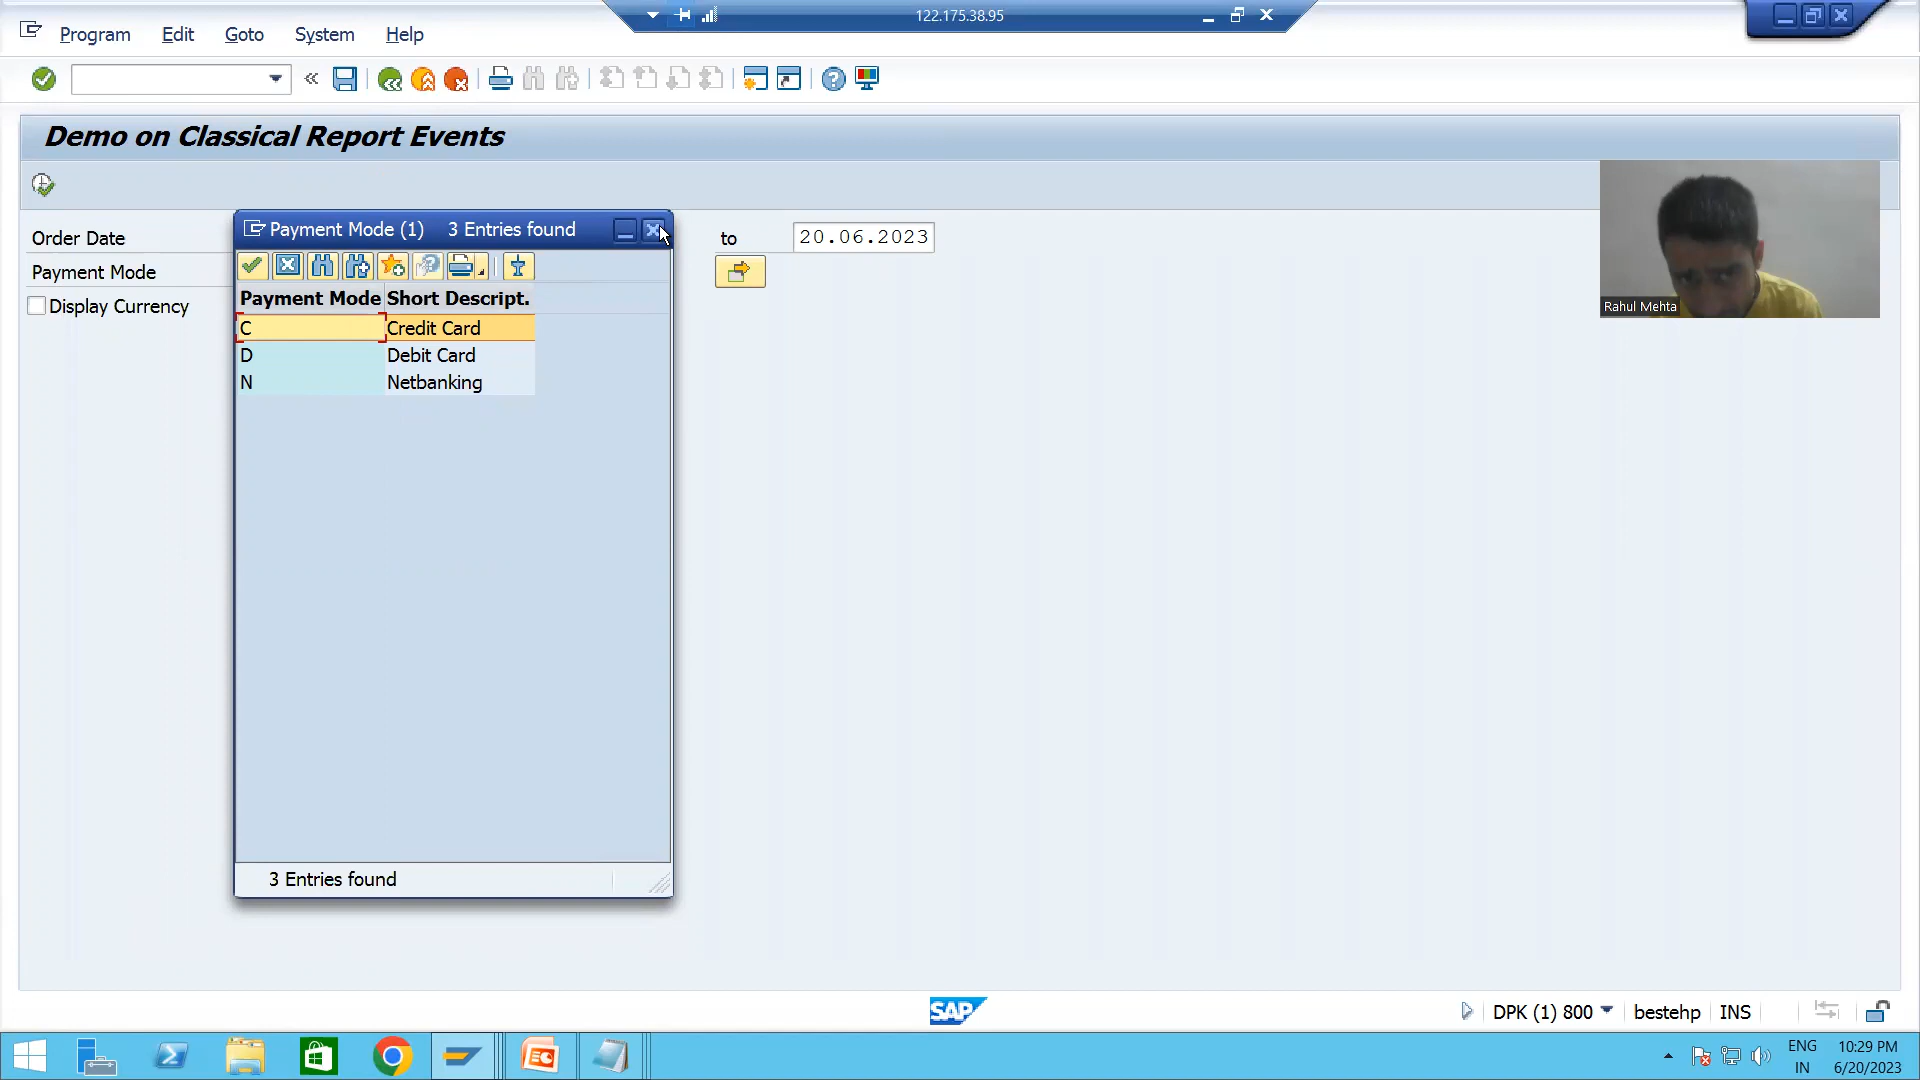 122.175.38.95
Program Edit Goto System Help
Demo on Classical Report Events
Order Date
to 20.06.2023
Payment Mode
Display Currency
Payment Mode (1) 3 Entries found
Payment Mode Short Descript.
C Credit Card
D Debit Card
N Netbanking
3 Entries found
Rahul Mehta
SAP
DPK (1) 800 bestehp INS
ENG 10:29 PM
IN 6/20/2023